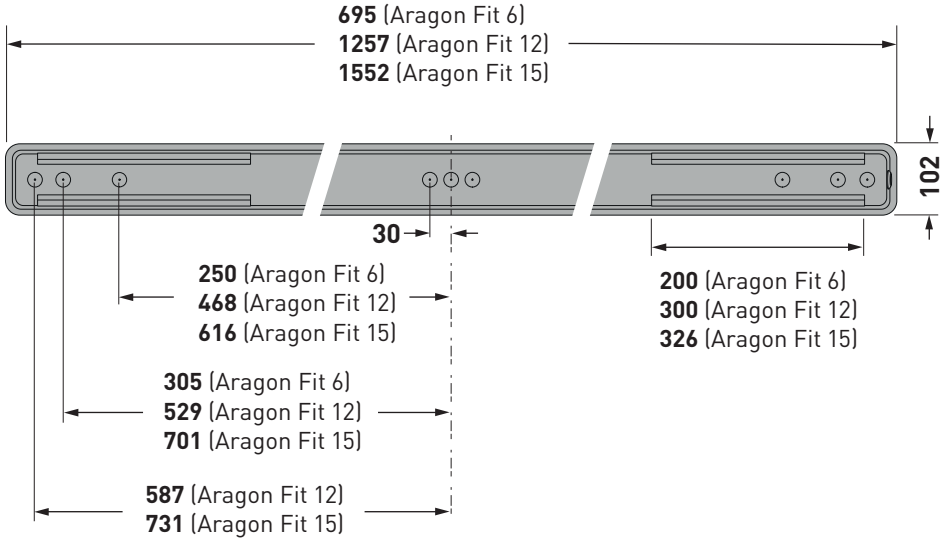 695 (Aragon Fit 6)
1257 (Aragon Fit 12)
1552 (Aragon Fit 15)
102
30
250 (Aragon Fit 6)
468 (Aragon Fit 12)
616 (Aragon Fit 15)
200 (Aragon Fit 6)
300 (Aragon Fit 12)
326 (Aragon Fit 15)
305 (Aragon Fit 6)
529 (Aragon Fit 12)
701 (Aragon Fit 15)
587 (Aragon Fit 12)
731 (Aragon Fit 15)